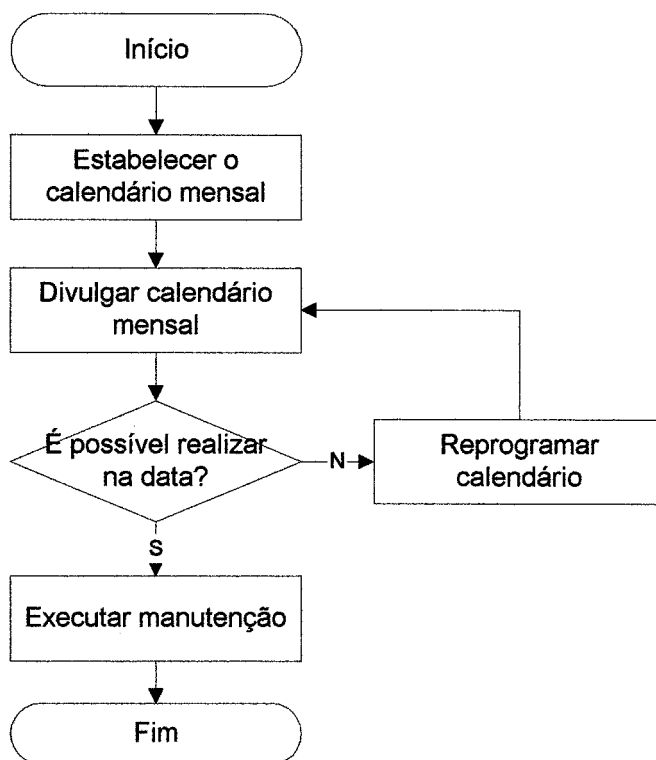 Início
Estabelecer o
calendário mensal
Divulgar calendário
mensal
É possível realizar
na data?
N
Reprogramar
calendário
S
Executar manutenção
Fim